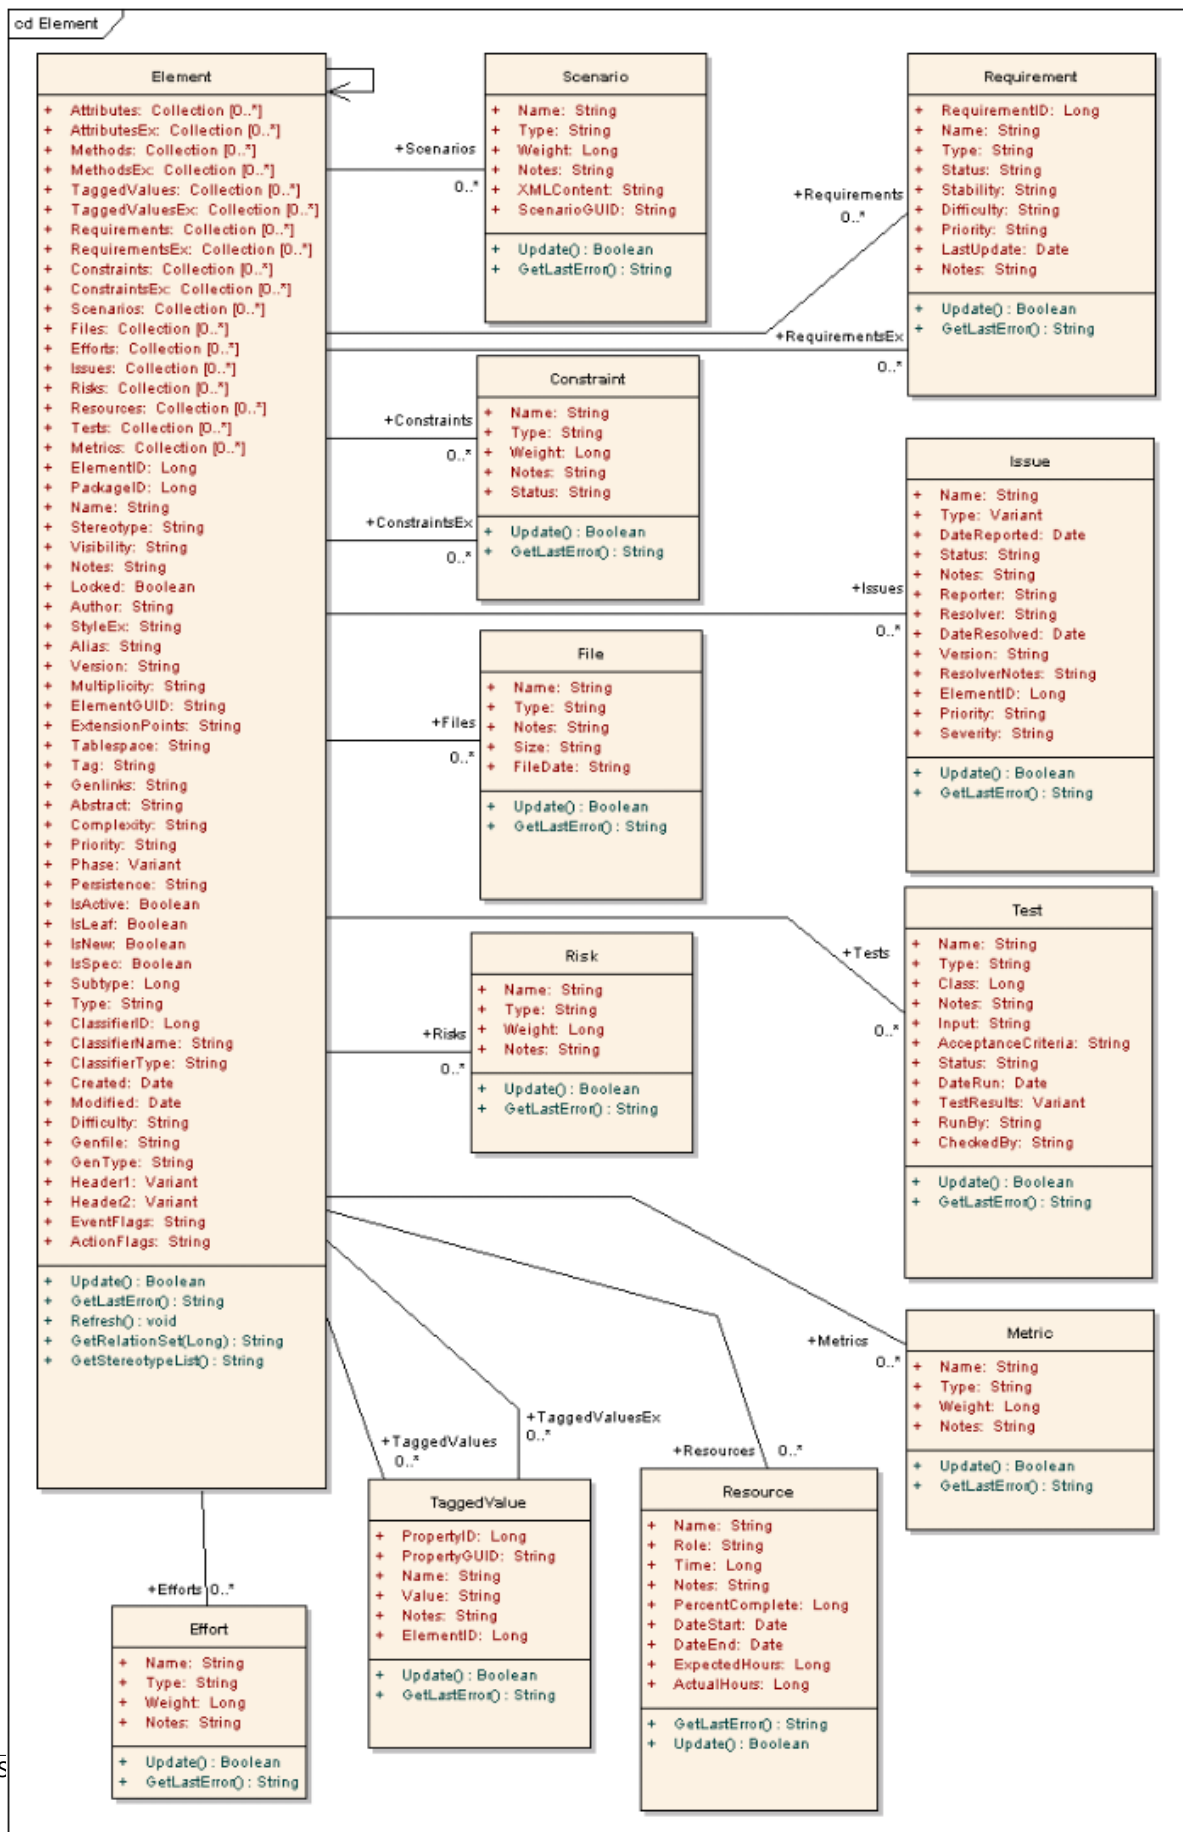 cd Element
Element
+ Attributes: Collection [0..*]
+ AttributesEx: Collection [0..*]
+ Methods: Collection [0..*]
+ MethodsEx: Collection [0..*]
+ TaggedValues: Collection [0..*]
+ TaggedValuesEx: Collection [0..*]
+ Requirements: Collection [0..*]
+ RequirementsEx: Collection [0..*]
+ Constraints: Collection [0..*]
+ ConstraintsEx: Collection [0..*]
+ Scenarios: Collection [0..*]
+ Files: Collection [0..*]
+ Efforts: Collection [0..*]
+ Issues: Collection [0..*]
+ Risks: Collection [0..*]
+ Resources: Collection [0..*]
+ Tests: Collection [0..*]
+ Metrics: Collection [0..*]
+ ElementID: Long
+ PackageID: Long
+ Name: String
+ Stereotype: String
+ Visibility: String
+ Notes: String
+ Locked: Boolean
+ Author: String
+ StyleEx: String
+ Alias: String
+ Version: String
+ Multiplicity: String
+ ElementGUID: String
+ ExtensionPoints: String
+ Tablespace: String
+ Tag: String
+ Genlinks: String
+ Abstract: String
+ Complexity: String
+ Priority: String
+ Phase: Variant
+ Persistence: String
+ IsActive: Boolean
+ IsLeaf: Boolean
+ IsNew: Boolean
+ IsSpec: Boolean
+ Subtype: Long
+ Type: String
+ ClassifierID: Long
+ ClassifierName: String
+ ClassifierType: String
+ Created: Date
+ Modified: Date
+ Difficulty: String
+ Genfile: String
+ GenType: String
+ Header1: Variant
+ Header2: Variant
+ EventFlags: String
+ ActionFlags: String
+ Update() : Boolean
+ GetLastError() : String
+ Refresh() : void
+ GetRelationSet(Long) : String
+ GetStereotypeList() : String
+Scenarios
0..*
Scenario
+ Name: String
+ Type: String
+ Weight: Long
+ Notes: String
+ XMLContent: String
+ ScenarioGUID: String
+ Update() : Boolean
+ GetLastError() : String
+Requirements
0..*
+RequirementsEx
0..*
Requirement
+ RequirementID: Long
+ Name: String
+ Type: String
+ Status: String
+ Stability: String
+ Difficulty: String
+ Priority: String
+ LastUpdate: Date
+ Notes: String
+ Update() : Boolean
+ GetLastError() : String
+Constraints
0..*
+ConstraintsEx
0..*
Constraint
+ Name: String
+ Type: String
+ Weight: Long
+ Notes: String
+ Status: String
+ Update() : Boolean
+ GetLastError() : String
+Issues
0..*
Issue
+ Name: String
+ Type: Variant
+ DateReported: Date
+ Status: String
+ Notes: String
+ Reporter: String
+ Resolver: String
+ DateResolved: Date
+ Version: String
+ ResolverNotes: String
+ ElementID: Long
+ Priority: String
+ Severity: String
+ Update() : Boolean
+ GetLastError() : String
+Files
0..*
File
+ Name: String
+ Type: String
+ Notes: String
+ Size: String
+ FileDate: String
+ Update() : Boolean
+ GetLastError() : String
+Tests
0..*
Test
+ Name: String
+ Type: String
+ Class: Long
+ Notes: String
+ Input: String
+ AcceptanceCriteria: String
+ Status: String
+ DateRun: Date
+ TestResults: Variant
+ RunBy: String
+ CheckedBy: String
+ Update() : Boolean
+ GetLastError() : String
+Risks
0..*
Risk
+ Name: String
+ Type: String
+ Weight: Long
+ Notes: String
+ Update() : Boolean
+ GetLastError() : String
+Metrics
0..*
Metric
+ Name: String
+ Type: String
+ Weight: Long
+ Notes: String
+ Update() : Boolean
+ GetLastError() : String
+TaggedValues
0..*
+TaggedValuesEx
0..*
TaggedValue
+ PropertyID: Long
+ PropertyGUID: String
+ Name: String
+ Value: String
+ Notes: String
+ ElementID: Long
+ Update() : Boolean
+ GetLastError() : String
+Resources 0..*
Resource
+ Name: String
+ Role: String
+ Time: Long
+ Notes: String
+ PercentComplete: Long
+ DateStart: Date
+ DateEnd: Date
+ ExpectedHours: Long
+ ActualHours: Long
+ GetLastError() : String
+ Update() : Boolean
+Efforts 0..*
Effort
+ Name: String
+ Type: String
+ Weight: Long
+ Notes: String
+ Update() : Boolean
+ GetLastError() : String